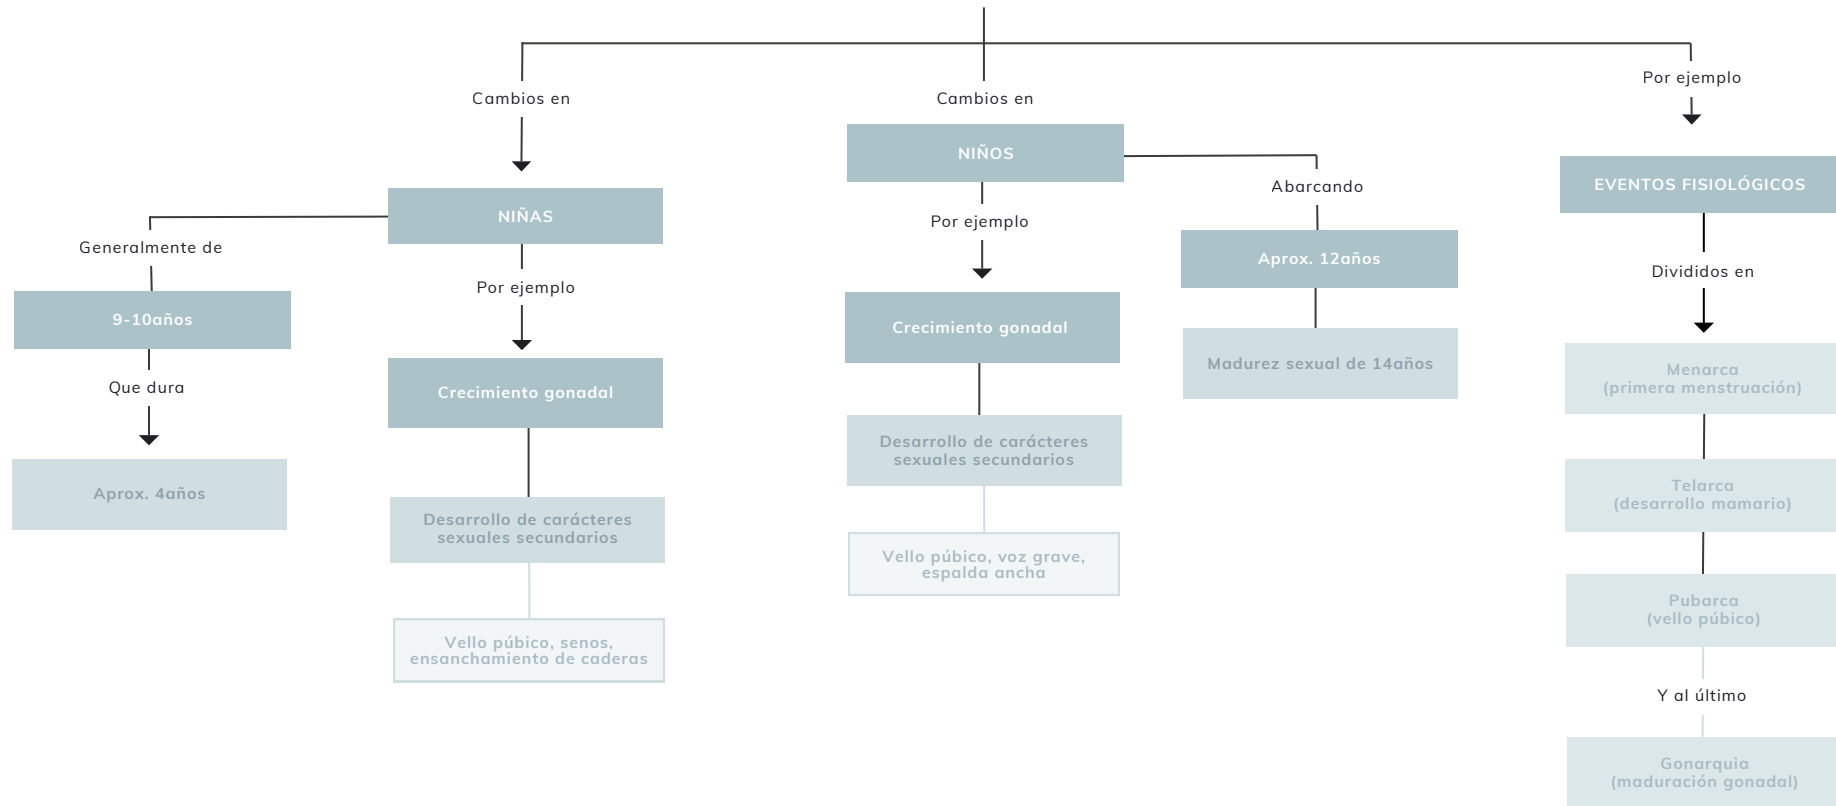 Cambios en
NIÑAS
Generalmente de
9-10años
Que dura
Aprox. 4años
Por ejemplo
Crecimiento gonadal
Desarrollo de carácteres
sexuales secundarios
Vello púbico, senos,
ensanchamiento de caderas
Cambios en
NIÑOS
Por ejemplo
Crecimiento gonadal
Desarrollo de carácteres
sexuales secundarios
Vello púbico, voz grave,
espalda ancha
Abarcando
Aprox. 12años
Madurez sexual de 14años
Por ejemplo
EVENTOS FISIOLÓGICOS
Divididos en
Menarca
(primera menstruación)
Telarca
(desarrollo mamario)
Pubarca
(vello púbico)
Y al último
Gonarquia
(maduración gonadal)